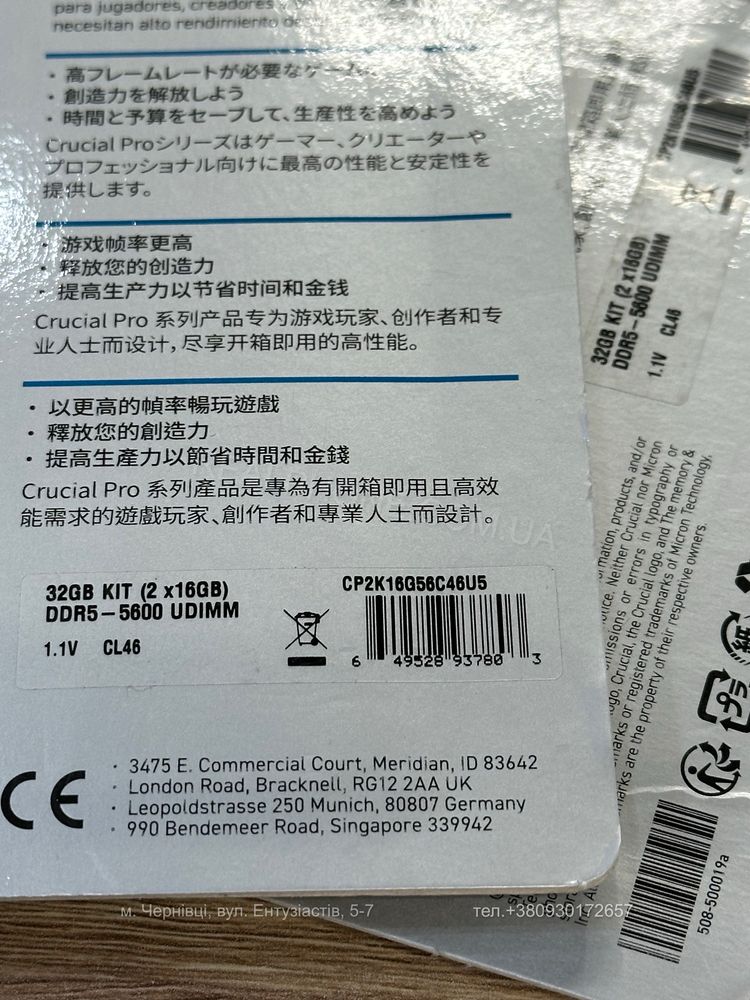 para jugadores, creadores
necesitan alto rendimiento
・高フレームレートが必要な
・創造力を解放しよう
・時間と予算をセーブして、生産性を高めよう
Crucial Proシリーズはゲーマー、クリエーターや
プロフェッショナル向けに最高の性能と安定性を
提供します。
・游戏帧率更高
・释放您的创造力
・提高生产力以节省时间和金钱
Crucial Pro 系列产品专为游戏玩家、创作者和专
业人士而设计，尽享开箱即用的高性能。
・以更高的幀率暢玩遊戲
・釋放您的創造力
・提高生產力以節省時間和金錢
Crucial Pro 系列產品是專為有開箱即用且高效
能需求的遊戲玩家、創作者和專業人士而設計。
32GB KIT (2 x16GB)
DDR5-5600 UDIMM
1.1V CL46
CP2K16G56C46U5
6 49528 93780 3
CE
· 3475 E. Commercial Court, Meridian, ID 83642
· London Road, Bracknell, RG12 2AA UK
· Leopoldstrasse 250 Munich, 80807 Germany
· 990 Bendemeer Road, Singapore 339942
32GB KIT (2 x16GB)
DDR5-5600 UDIMM
1.1V CL46
products, and/or
Neither Crucial nor Micron
or errors in typography or
Crucial, the Crucial logo, and The memory &
or registered trademarks of Micron Technology,
are the property of their respective owners.
508-500019a
м. Чернівці, вул. Ентузіастів, 5-7
тел.+380930172657